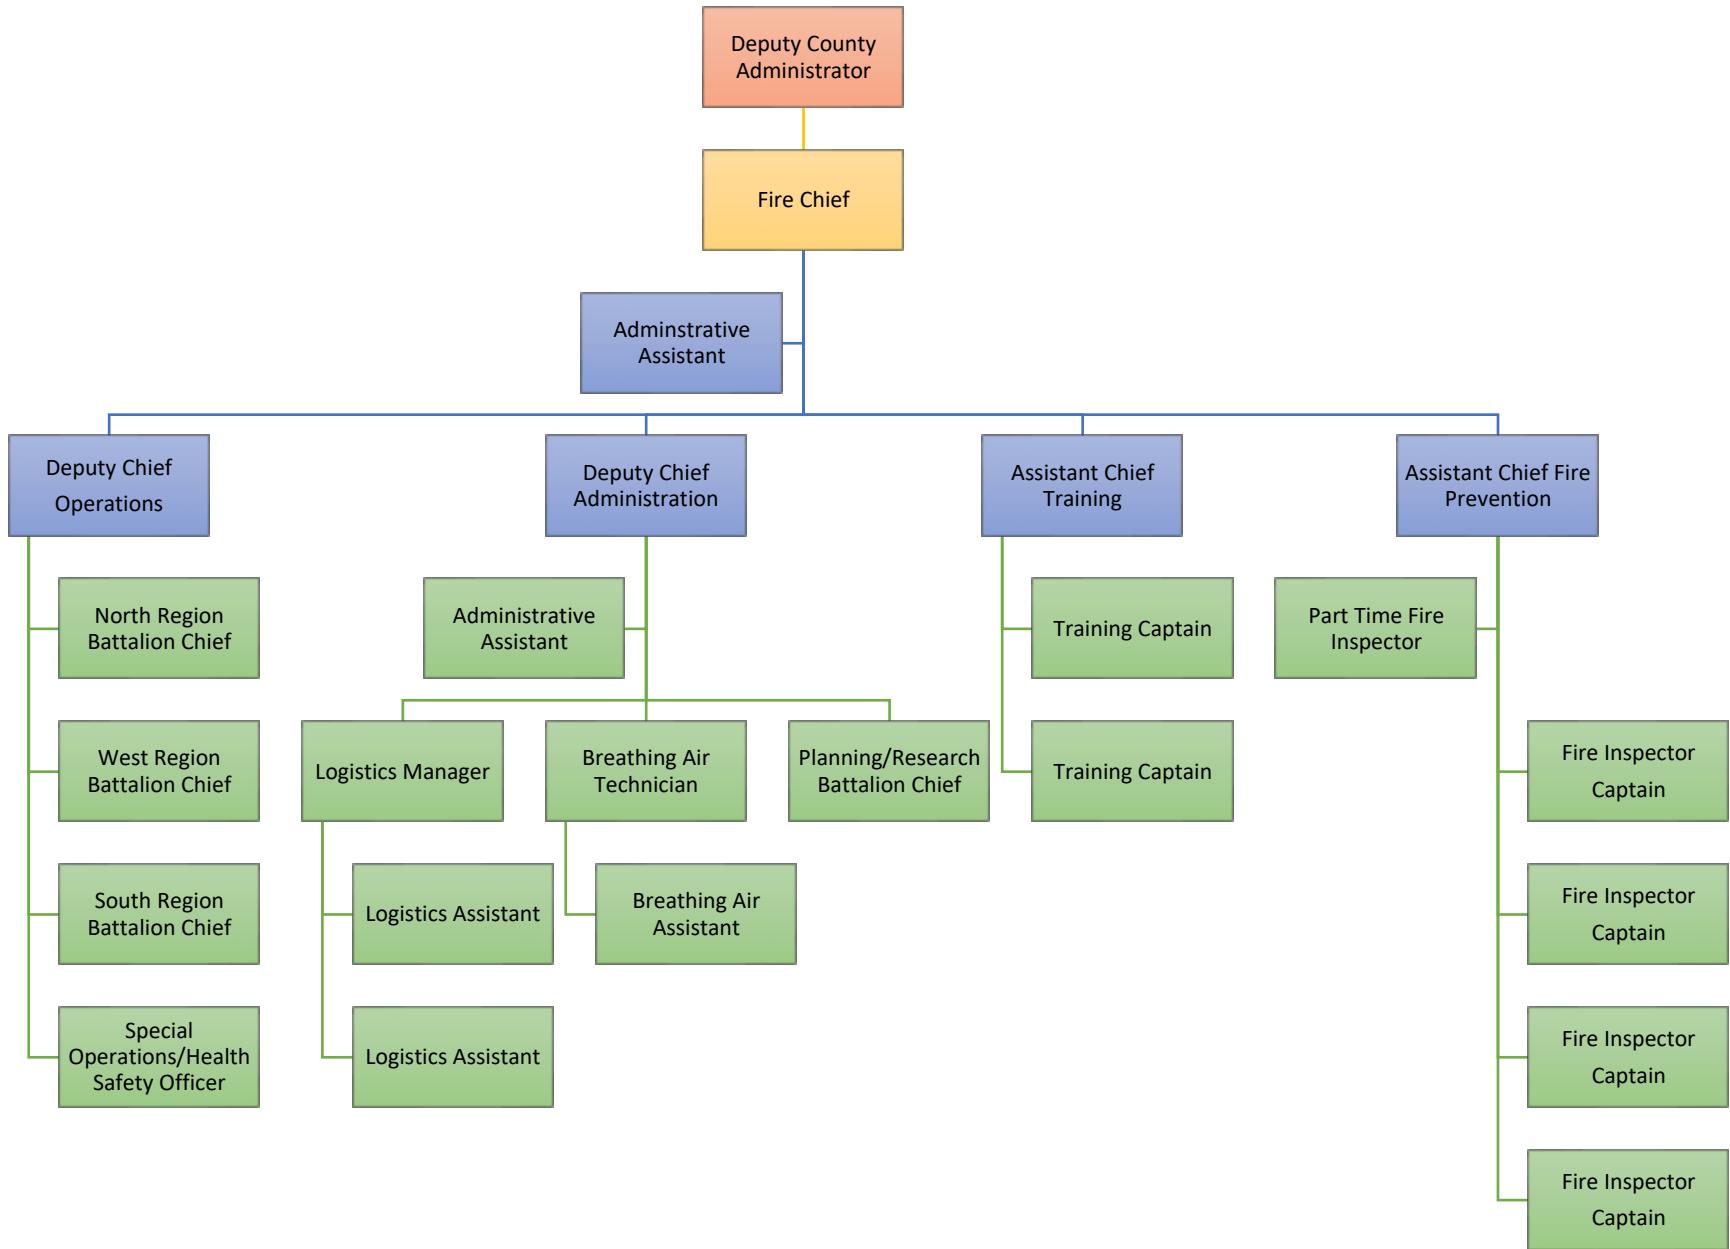 Deputy County
Administrator
Fire Chief
Adminstrative
Assistant
Deputy Chief
Operations
Deputy Chief
Administration
Assistant Chief
Training
Assistant Chief Fire
Prevention
North Region
Battalion Chief
Administrative
Assistant
Training Captain
Part Time Fire
Inspector
West Region
Battalion Chief
Logistics Manager
Breathing Air
Technician
Planning/Research
Battalion Chief
Training Captain
Fire Inspector
Captain
South Region
Battalion Chief
Logistics Assistant
Breathing Air
Assistant
Fire Inspector
Captain
Special
Operations/Health
Safety Officer
Logistics Assistant
Fire Inspector
Captain
Fire Inspector
Captain